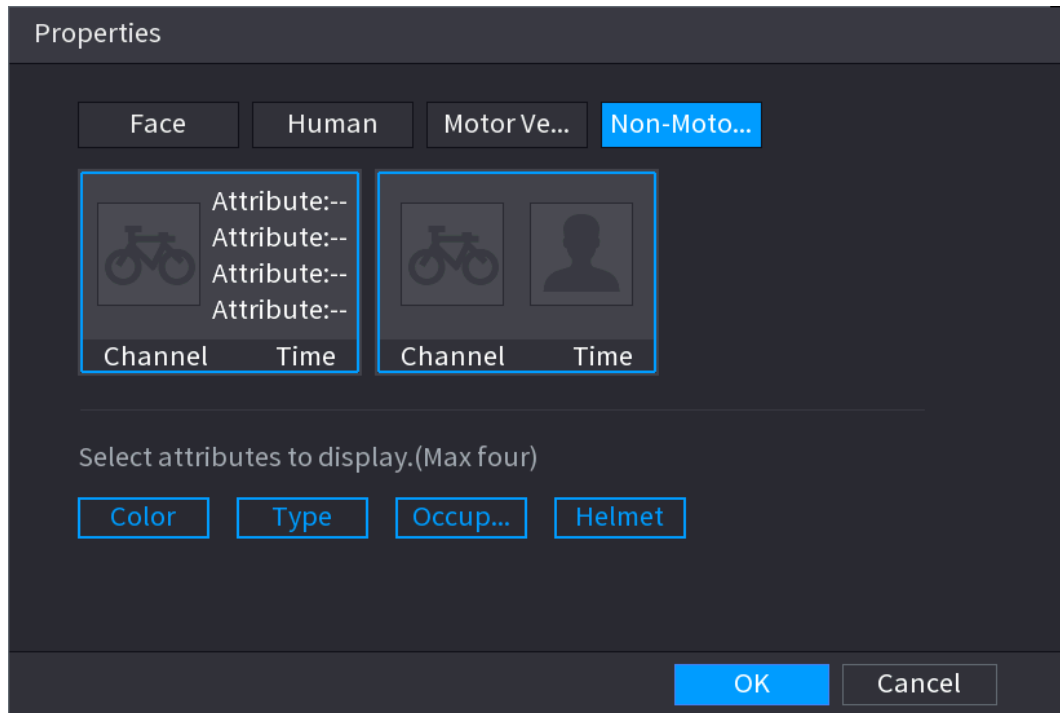 Properties
Face Human Motor Ve... Non-Moto...
Attribute:--
Attribute:--
Attribute:--
Attribute:--
Channel Time Channel Time
Select attributes to display.(Max four)
Color Type Occup... Helmet
OK Cancel